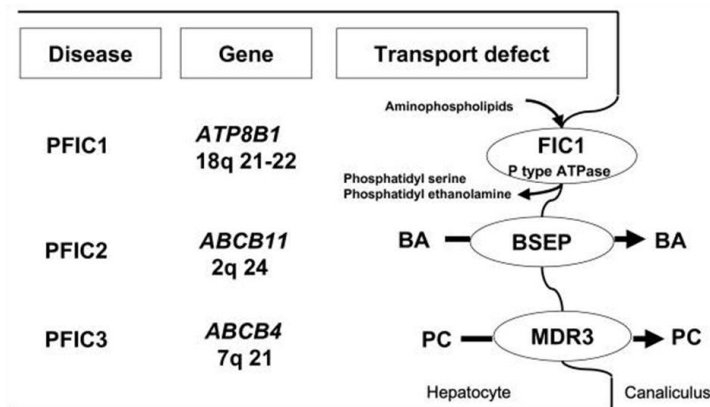 Disease
Gene
Transport defect
Aminophospholipids
PFIC1
ATP8B1
18q 21-22
FIC1
P type ATPase
Phosphatidyl serine
Phosphatidyl ethanolamine
PFIC2
ABCB11
2q 24
BA
BSEP
BA
PFIC3
ABCB4
7q 21
PC
MDR3
PC
Hepatocyte
Canaliculus